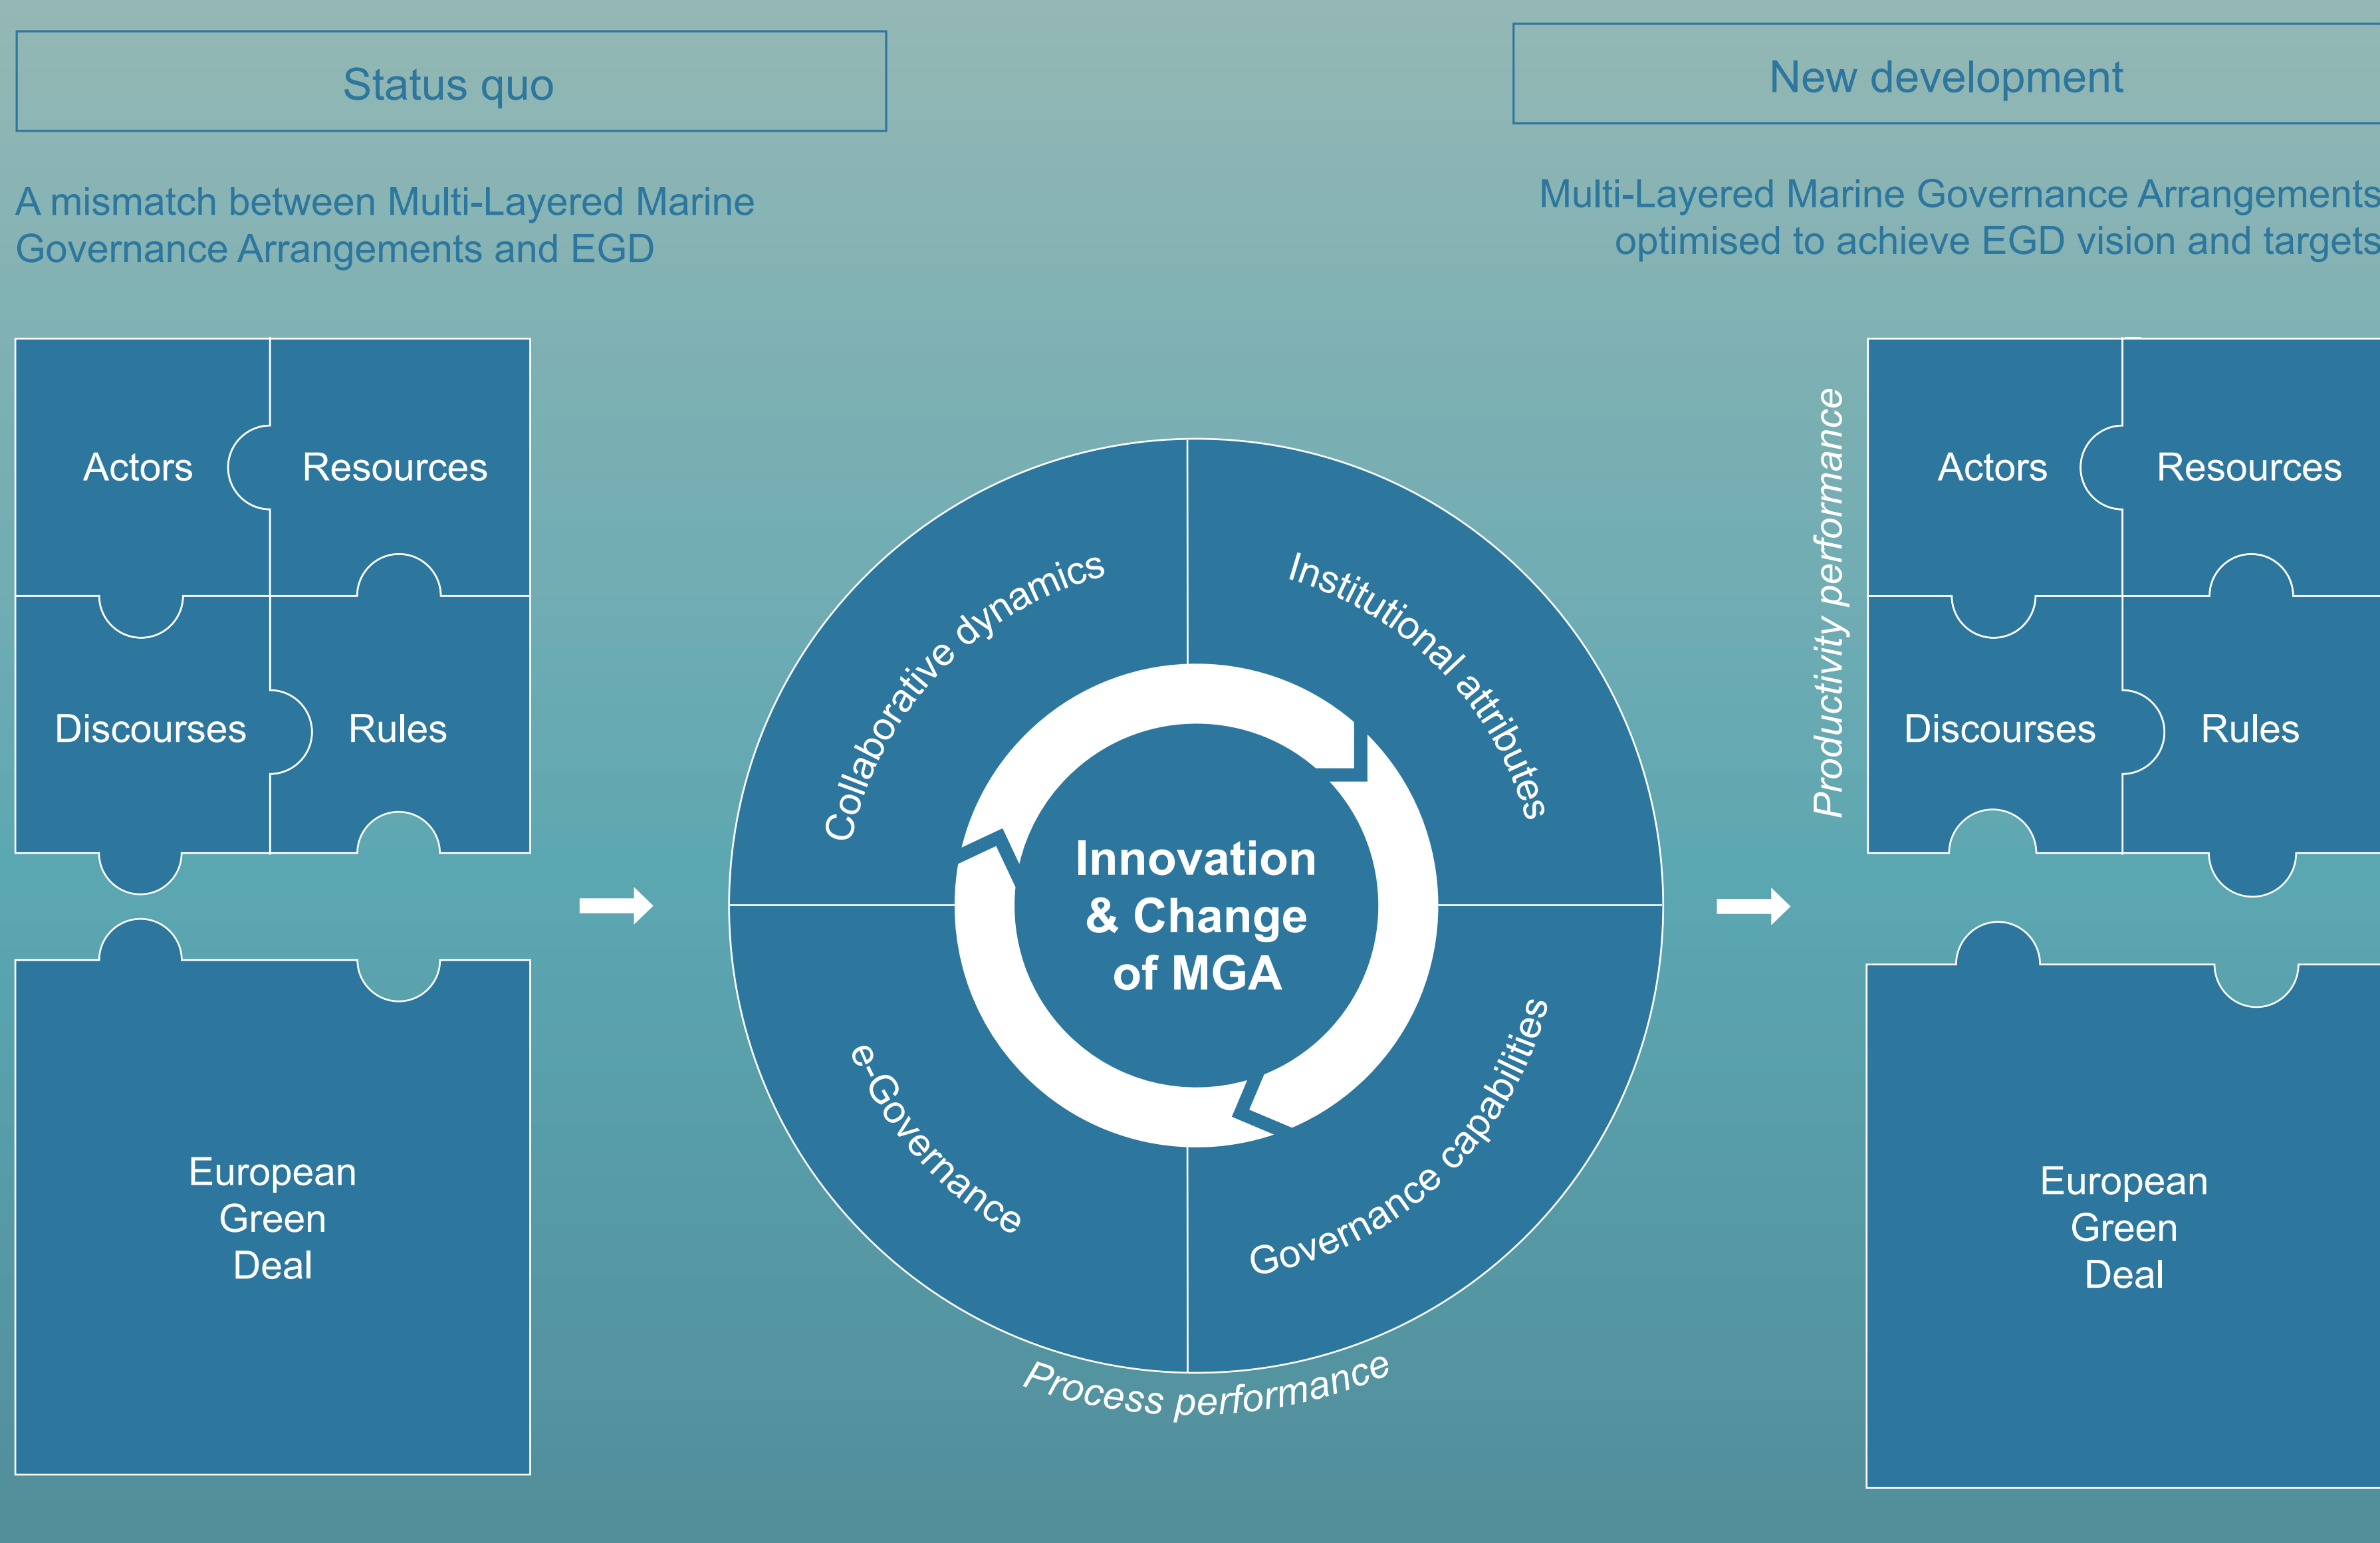 Status quo
A mismatch between Multi-Layered Marine
Governance Arrangements and EGD
Actors
Resources
Discourses
Rules
European
Green
Deal
Collaborative dynamics
Institutional attributes
e-Governance
Governance capabilities
Innovation
& Change
of MGA
Process performance
New development
Multi-Layered Marine Governance Arrangements
optimised to achieve EGD vision and targets
Productivity performance
Actors
Resources
Discourses
Rules
European
Green
Deal